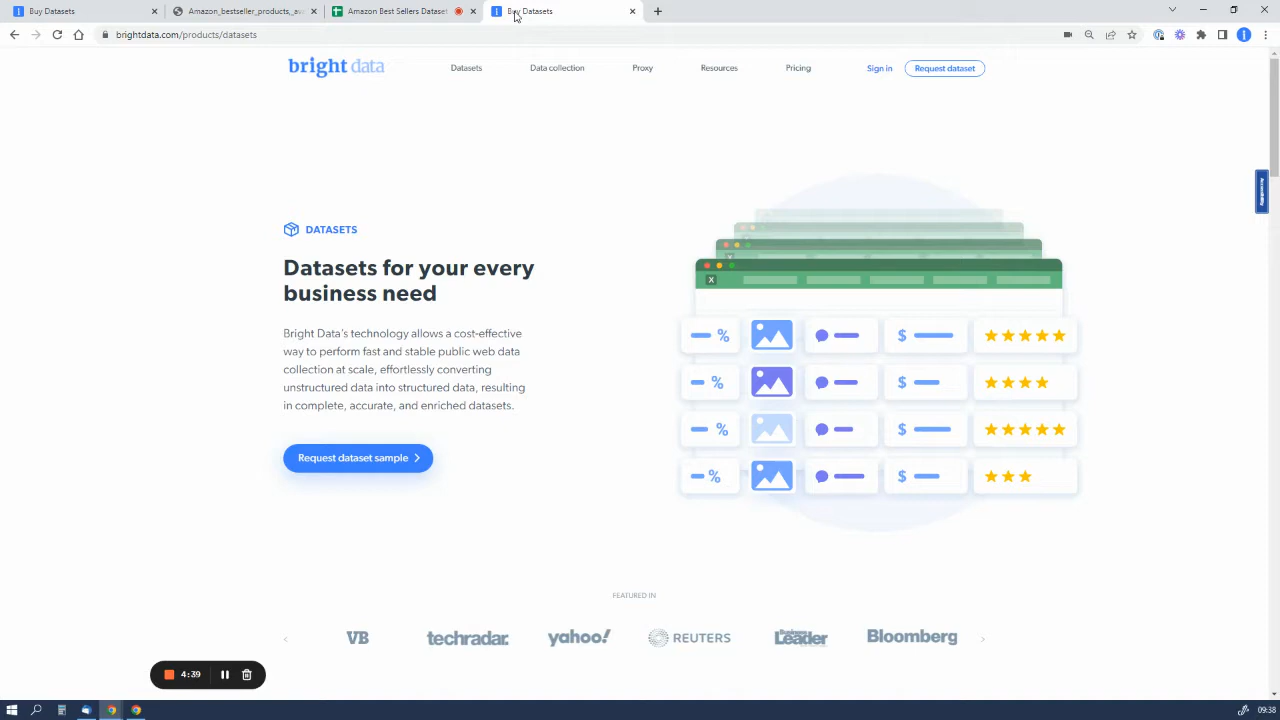 Buy Datasets
Amazon_bestseller_products_av
Amazon Best Sellers Dataset
Buy Datasets
brightdata.com/products/datasets
bright data
Datasets
Data collection
Proxy
Resources
Pricing
Sign in
Request dataset
Accessibility
DATASETS
Datasets for your every
business need
Bright Data's technology allows a cost-effective
way to perform fast and stable public web data
collection at scale, effortlessly converting
unstructured data into structured data, resulting
in complete, accurate, and enriched datasets.
Request dataset sample
X
% $
% $
% $
% $
FEATURED IN
VB
techradar.
yahoo!
REUTERS
Business Leader
Bloomberg
4:39
09:38